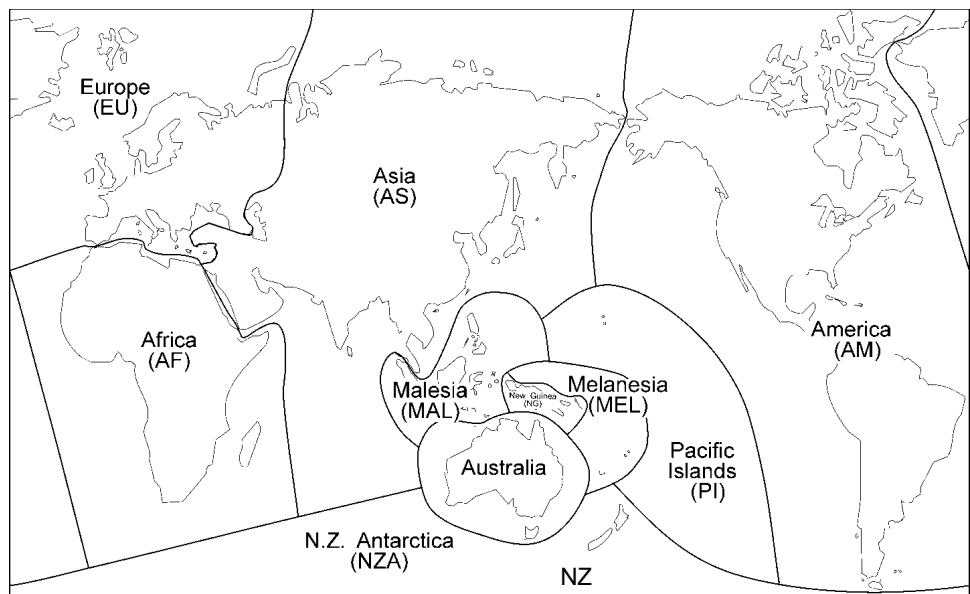 Europe
(EU)
Asia
(AS)
Africa
(AF)
America
(AM)
Malesia
(MAL)
New Guinea
(NG)
Melanesia
(MEL)
Australia
Pacific
Islands
(PI)
N.Z. Antarctica
(NZA)
NZ